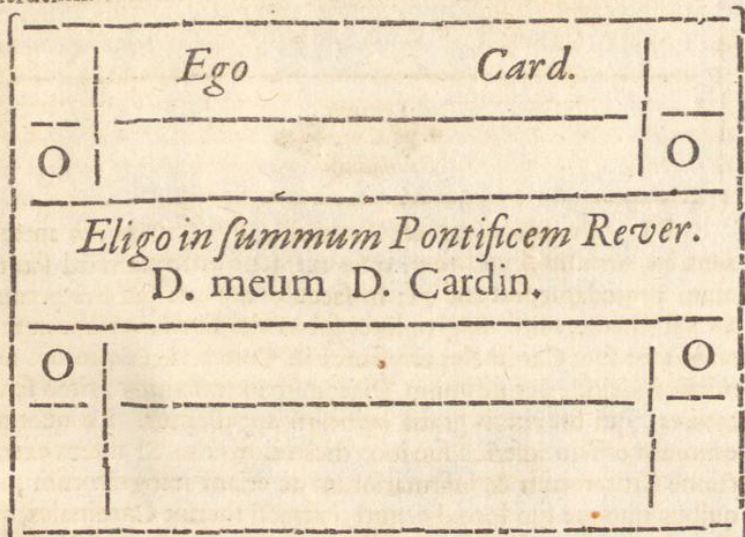 Ego Card.
O O
Eligo in ſummum Pontificem Rever.
D. meum D. Cardin.
O O